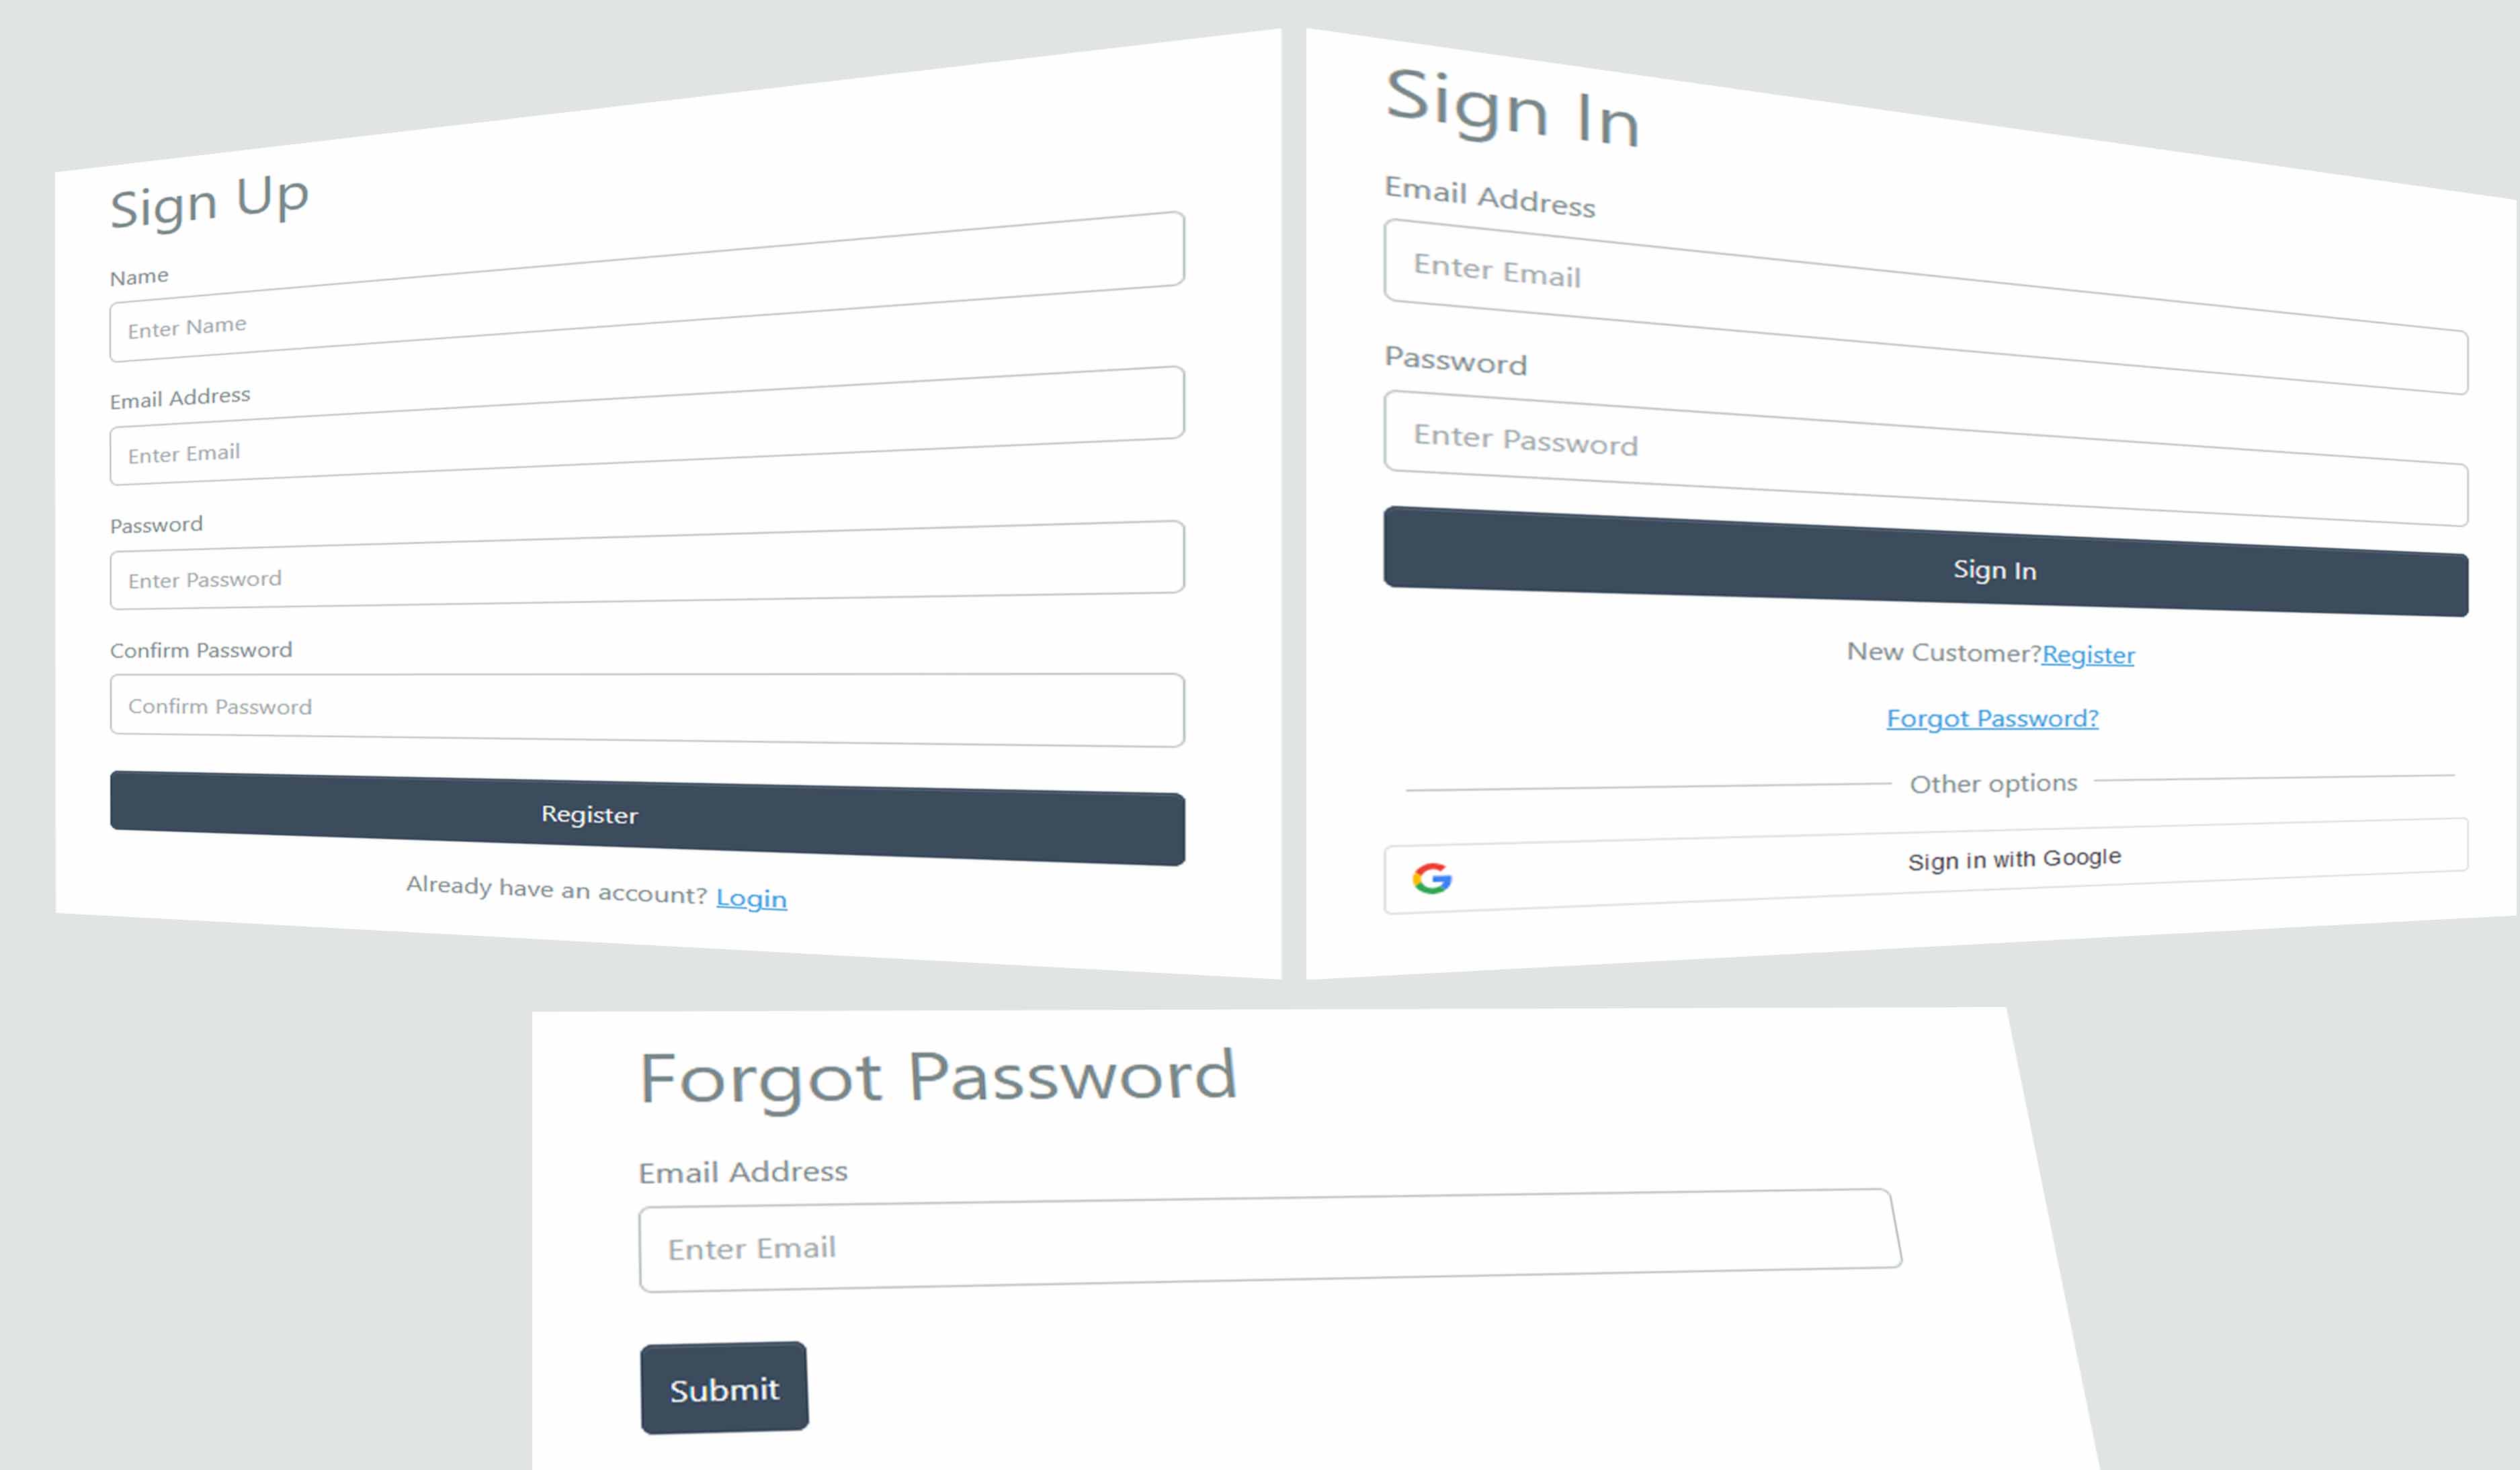 Sign Up
Name
Enter Name
Email Address
Enter Email
Password
Enter Password
Confirm Password
Confirm Password
Register
Already have an account? Login
Sign In
Email Address
Enter Email
Password
Enter Password
Sign In
New Customer?Register
Forgot Password?
Other options
Sign in with Google
Forgot Password
Email Address
Enter Email
Submit